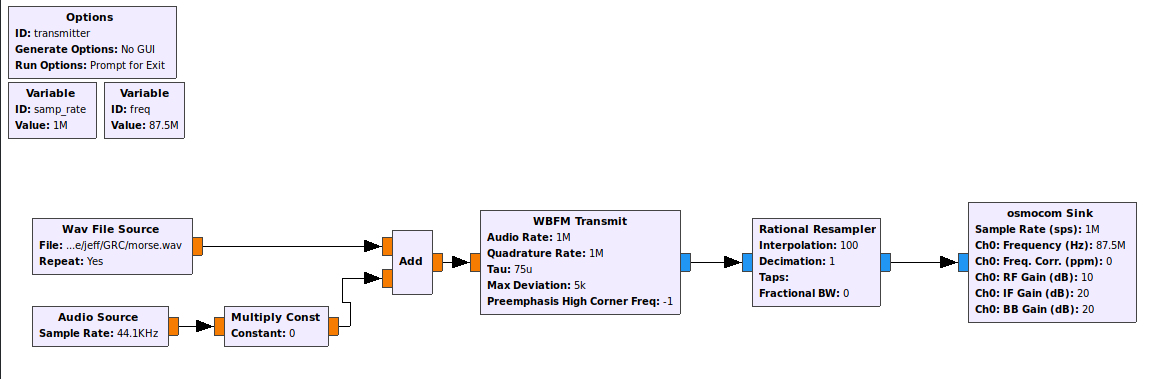 Options
ID: transmitter
Generate Options: No GUI
Run Options: Prompt for Exit
Variable
ID: samp_rate
Value: 1M
Variable
ID: freq
Value: 87.5M
Wav File Source
File: ...e/jeff/GRC/morse.wav
Repeat: Yes
Audio Source
Sample Rate: 44.1KHz
Multiply Const
Constant: 0
Add
WBFM Transmit
Audio Rate: 1M
Quadrature Rate: 1M
Tau: 75u
Max Deviation: 5k
Preemphasis High Corner Freq: -1
Rational Resampler
Interpolation: 100
Decimation: 1
Taps:
Fractional BW: 0
osmocom Sink
Sample Rate (sps): 1M
Ch0: Frequency (Hz): 87.5M
Ch0: Freq. Corr. (ppm): 0
Ch0: RF Gain (dB): 10
Ch0: IF Gain (dB): 20
Ch0: BB Gain (dB): 20